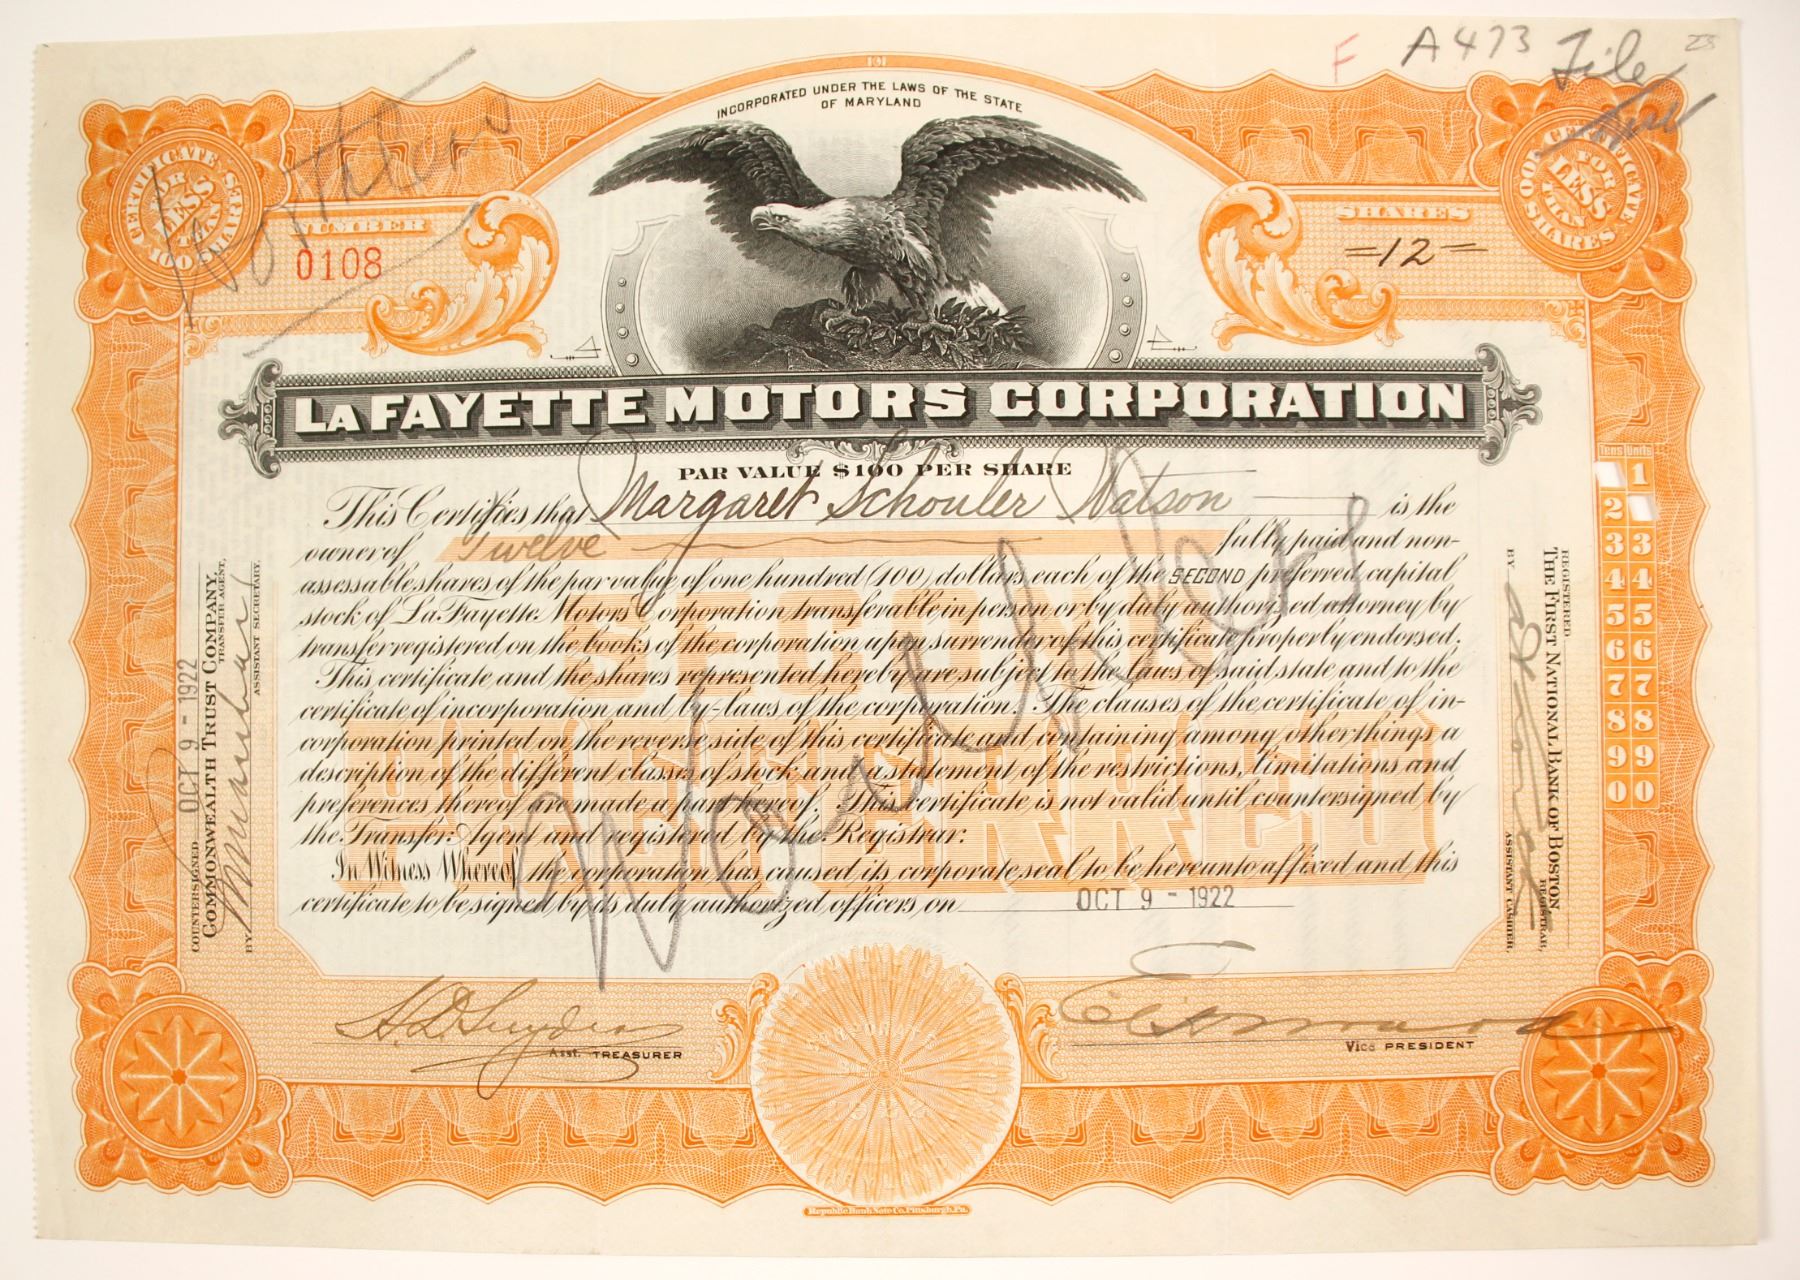 F A473 File
INCORPORATED UNDER THE LAWS OF THE STATE
OF MARYLAND
CERTIFICATE FOR LESS THAN 100 SHARES
NUMBER
0108
SHARES
=12=
CERTIFICATE FOR LESS THAN 100 SHARES
LAFAYETTE MOTORS CORPORATION
PAR VALUE $100 PER SHARE
This Certifies that Margaret Schouler Watson is the
owner of Twelve fully paid and non-
assessable shares of the par value of one hundred (100) dollars each of the SECOND preferred capital
stock of LaFayette Motors Corporation transferable in person or by duly authorized attorney by
transfer registered on the books of the corporation upon surrender of this certificate properly endorsed.
This certificate and the shares represented hereby are subject to the laws of said state and to the
certificate of incorporation and by-laws of the corporation. The clauses of the certificate of in-
corporation printed on the reverse side of this certificate and containing among other things a
description of the different classes of stock and a statement of the restrictions, limitations and
preferences thereof are made a part hereof. This certificate is not valid until countersigned by
the Transfer Agent and registered by the Registrar.
In Witness Whereof, the corporation has caused its corporate seal to be hereunto affixed and this
certificate to be signed by its duly authorized officers, on OCT 9 - 1922
SECOND
PREFERRED
Worthless
COUNTERSIGNED OCT 9 - 1922
COMMONWEALTH TRUST COMPANY,
TRANSFER AGENT,
BY
ASSISTANT SECRETARY.
REGISTERED
THE FIRST NATIONAL BANK OF BOSTON
REGISTRAR,
BY
ASSISTANT CASHIER.
Tens Units
1
2
3 3
4 4
5 5
6 6
7 7
8 8
9 9
0 0
H. D. Snyder
Asst. TREASURER
Vice PRESIDENT
1922
MARYLAND
Republic Bank Note Co. Pittsburgh, Pa.